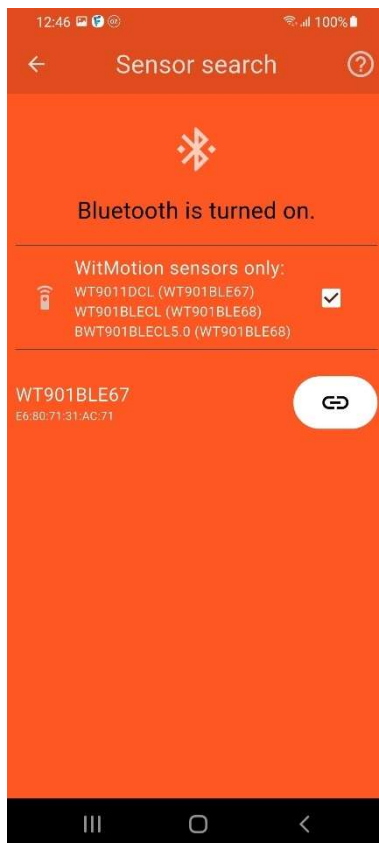 12:46
100%
Sensor search
Bluetooth is turned on.
WitMotion sensors only:
WT9011DCL (WT901BLE67)
WT901BLECL (WT901BLE68)
BWT901BLECL5.0 (WT901BLE68)
WT901BLE67
E6:80:71:31:AC:71